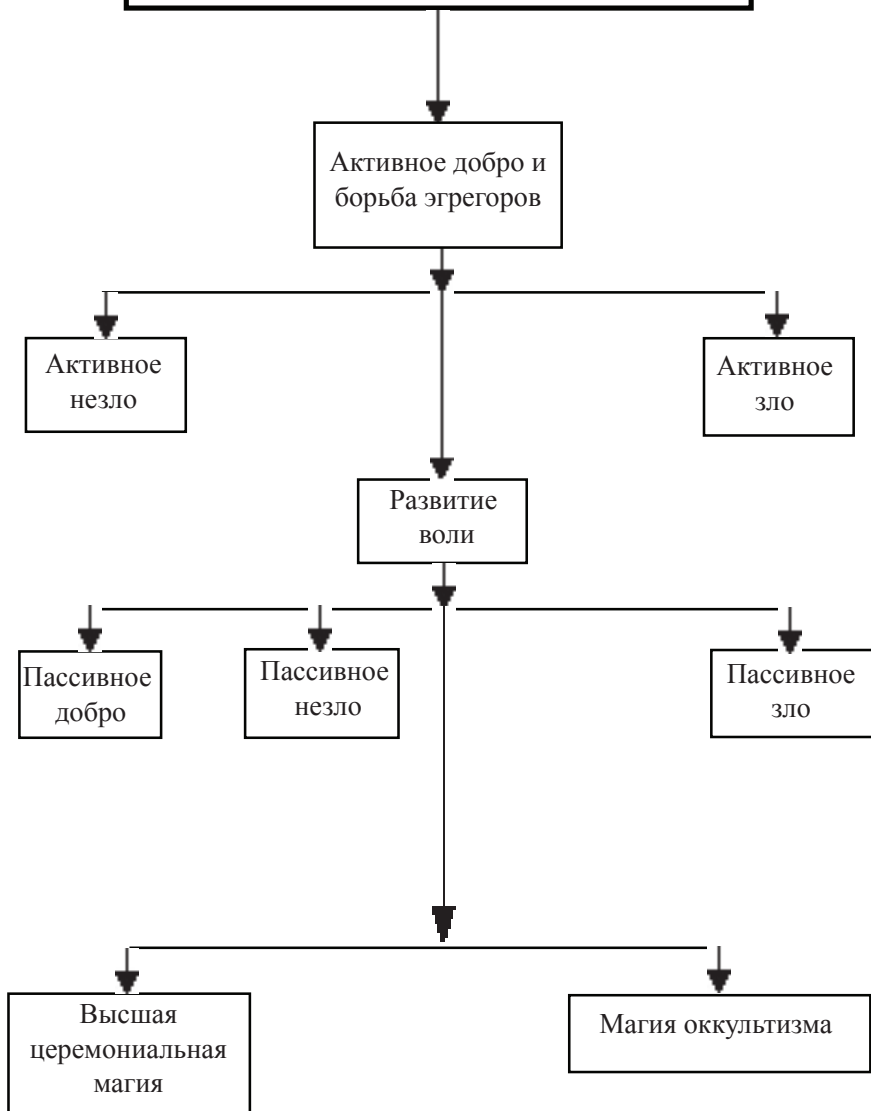 Активное добро и
борьба эгрегоров
Активное
незло
Активное
зло
Развитие
воли
Пассивное
добро
Пассивное
незло
Пассивное
зло
Высшая
церемониальная
магия
Магия оккультизма